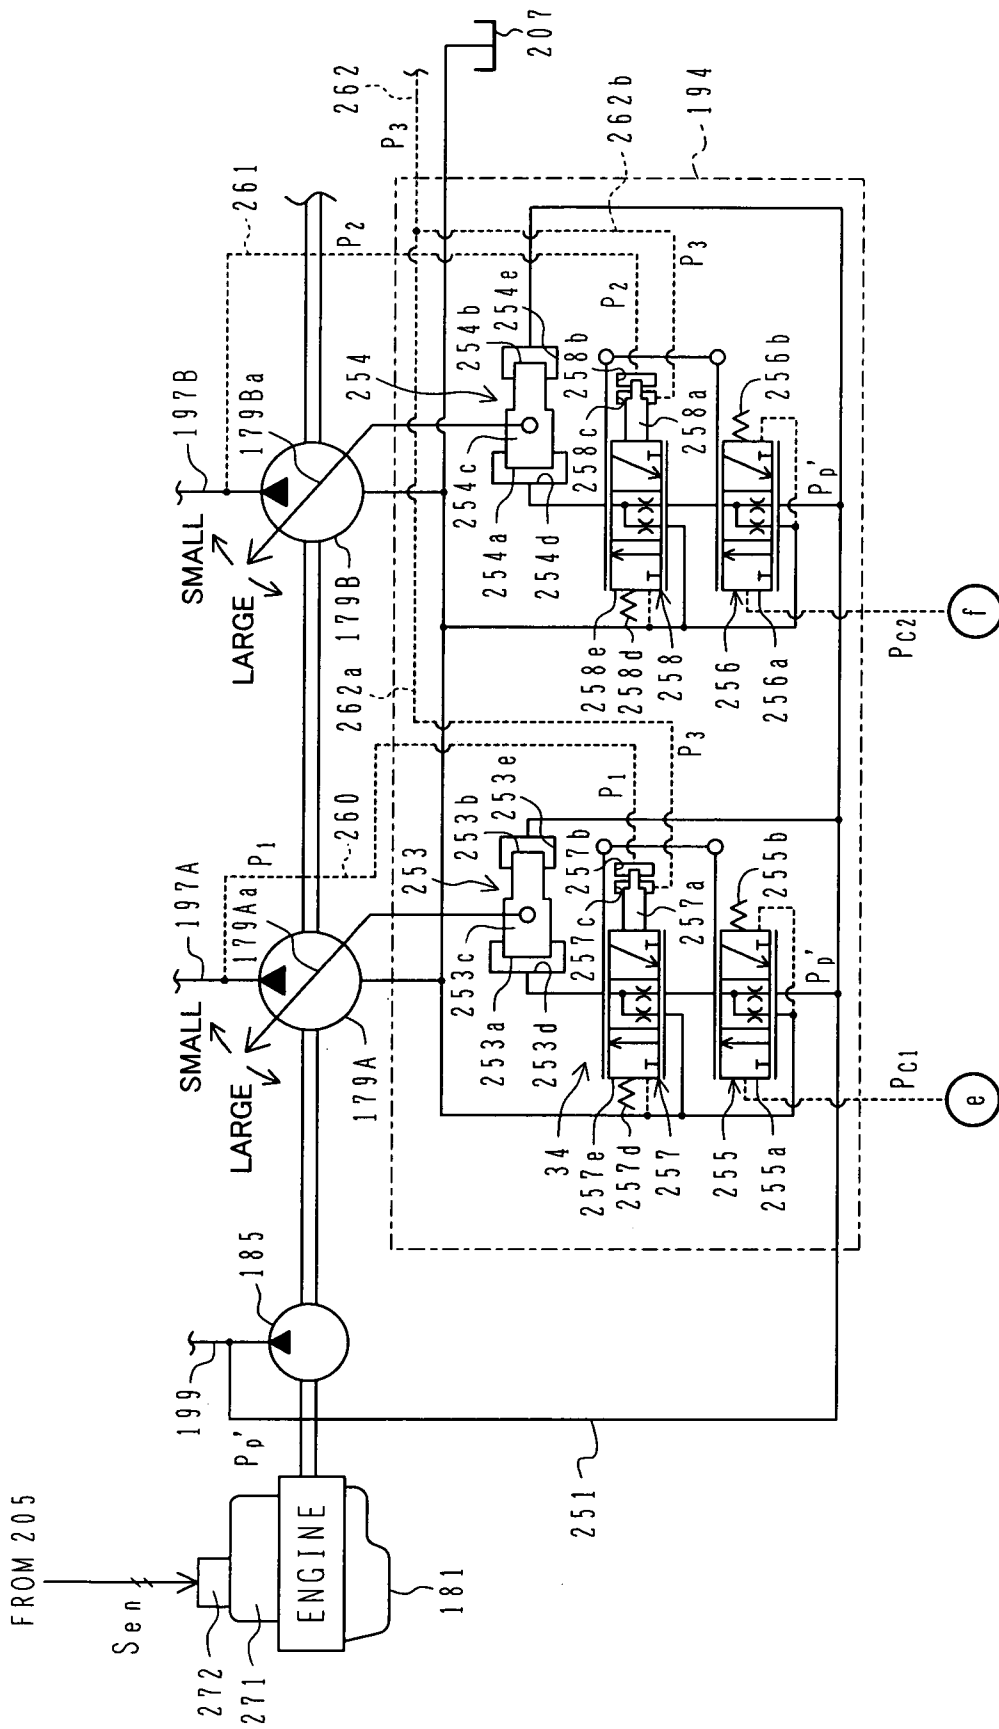 FROM 205
Sen
272
271
ENGINE
181
199
Pp'
185
251
SMALL
LARGE
197A
179Aa
179A
P1
260
262a
SMALL
LARGE
197B
179Ba
179B
P2
261
P3
262
207
262b
194
253
253a
253b
253c
253d
253e
P1
P3
34
257
257a
257b
257c
257d
257e
255
255a
255b
Pp'
PC1
e
254
254a
254b
254c
254d
254e
P2
P3
258
258a
258b
258c
258d
258e
256
256a
256b
Pp'
PC2
f